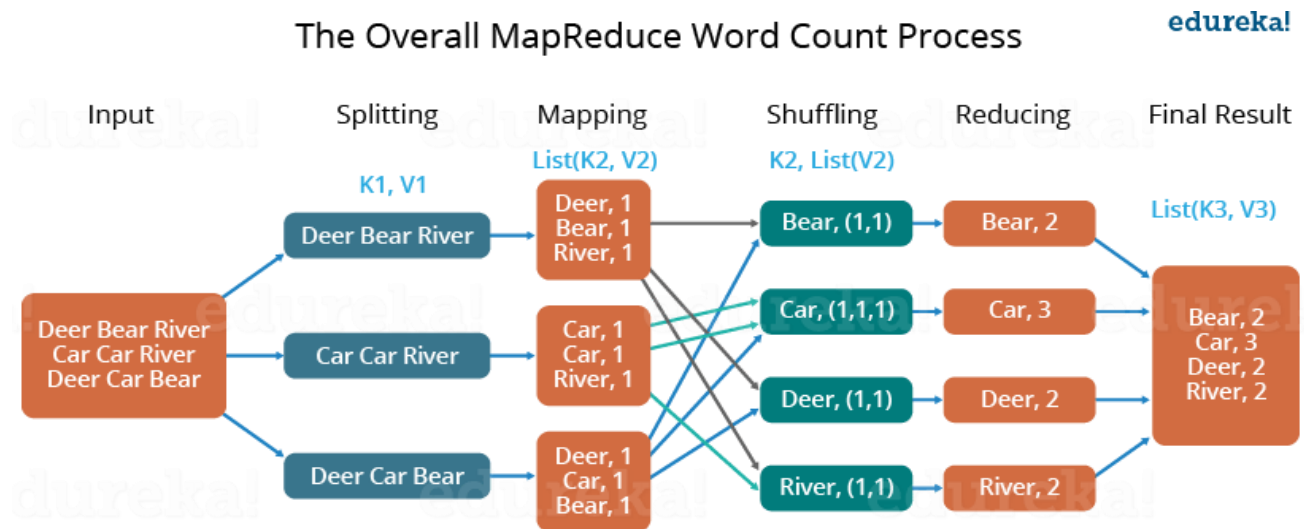 The Overall MapReduce Word Count Process
edureka!
Input
Splitting
Mapping
Shuffling
Reducing
Final Result
K1, V1
List(K2, V2)
K2, List(V2)
List(K3, V3)
Deer Bear River
Car Car River
Deer Car Bear
Deer Bear River
Car Car River
Deer Car Bear
Deer, 1
Bear, 1
River, 1
Car, 1
Car, 1
River, 1
Deer, 1
Car, 1
Bear, 1
Bear, (1,1)
Car, (1,1,1)
Deer, (1,1)
River, (1,1)
Bear, 2
Car, 3
Deer, 2
River, 2
Bear, 2
Car, 3
Deer, 2
River, 2